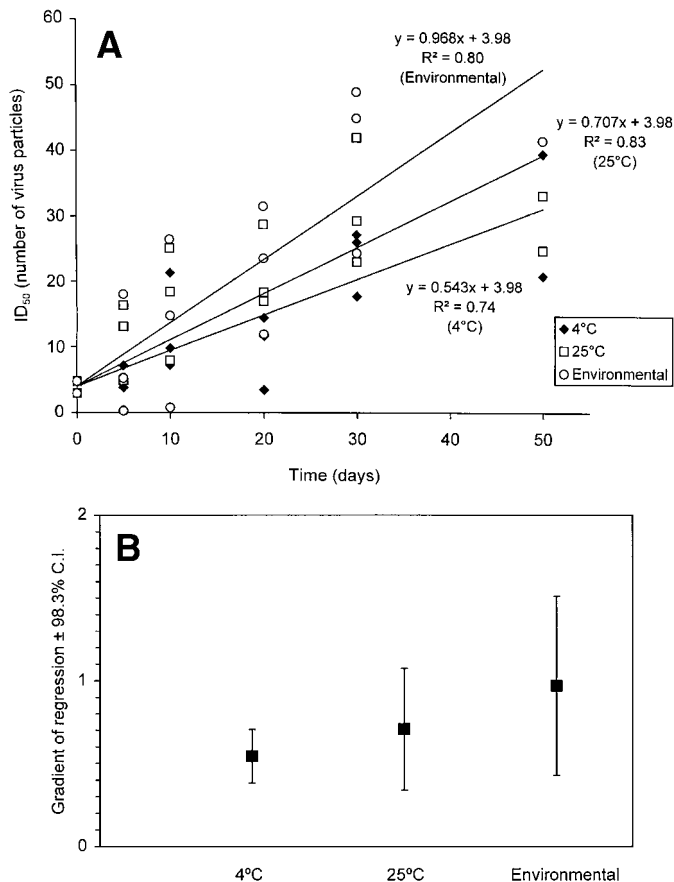 A
y = 0.968x + 3.98
R² = 0.80
(Environmental)
y = 0.707x + 3.98
R² = 0.83
(25°C)
y = 0.543x + 3.98
R² = 0.74
(4°C)
4°C
25°C
Environmental
ID₅₀ (number of virus particles)
60
50
40
30
20
10
0
0 10 20 30 40 50
Time (days)
B
Gradient of regression ± 98.3% C.I.
2
1
0
4ºC 25ºC Environmental